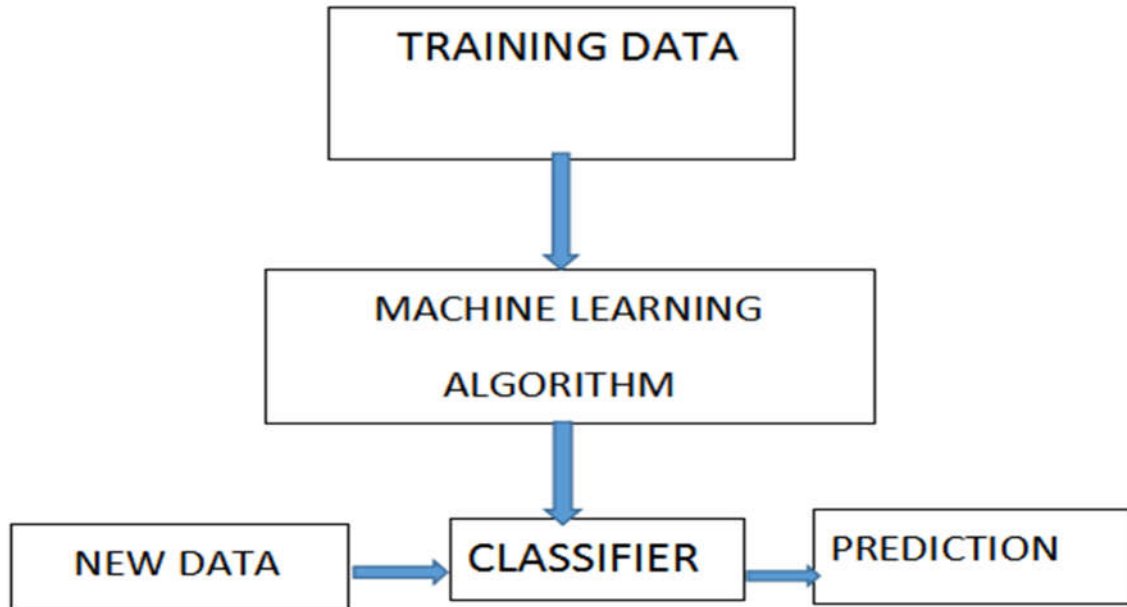 TRAINING DATA
MACHINE LEARNING
ALGORITHM
NEW DATA
CLASSIFIER
PREDICTION